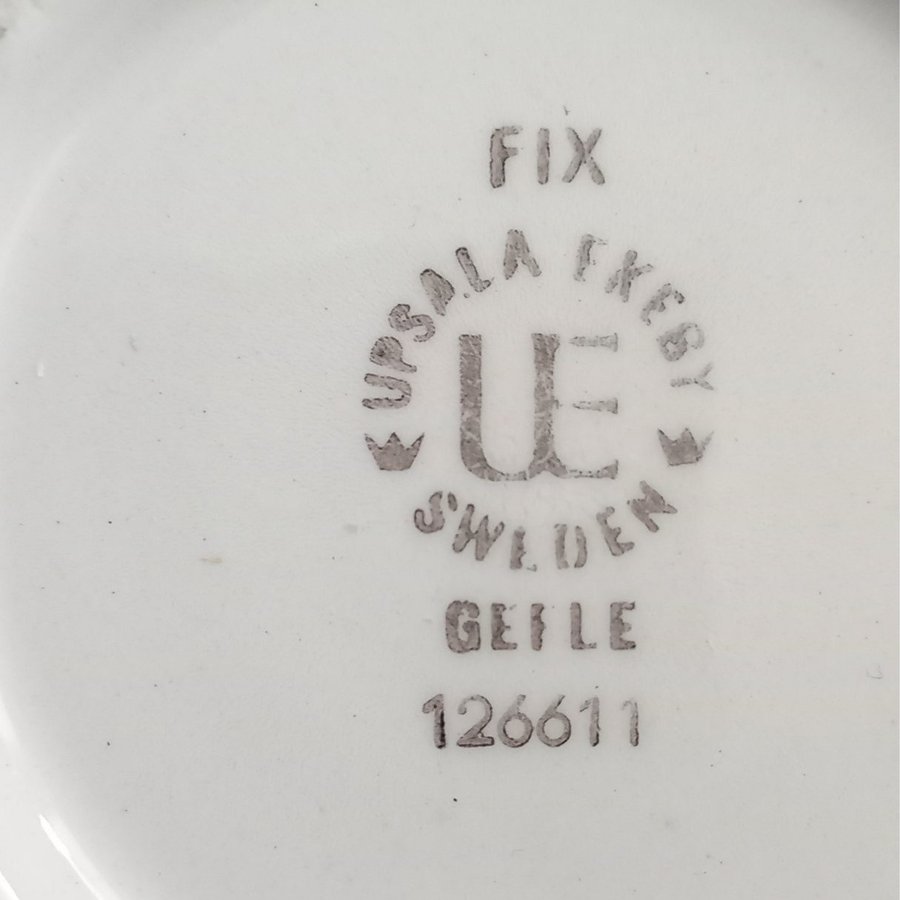 FIX
UPSALA EKEBY
UE
SWEDEN
GEFLE
126611